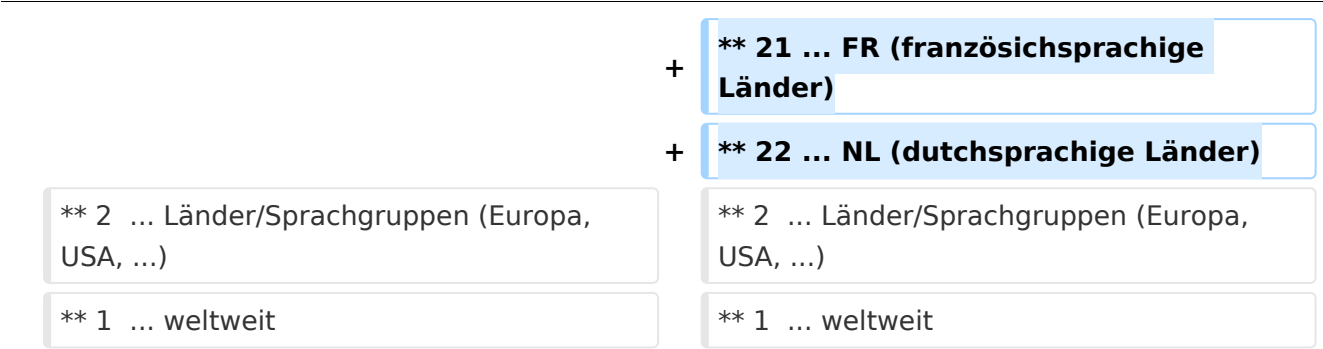 +
** 21 ... FR (französichsprachige
Länder)
+
** 22 ... NL (dutchsprachige Länder)
** 2  ... Länder/Sprachgruppen (Europa,
USA, ...)
** 2  ... Länder/Sprachgruppen (Europa,
USA, ...)
** 1  ... weltweit
** 1  ... weltweit